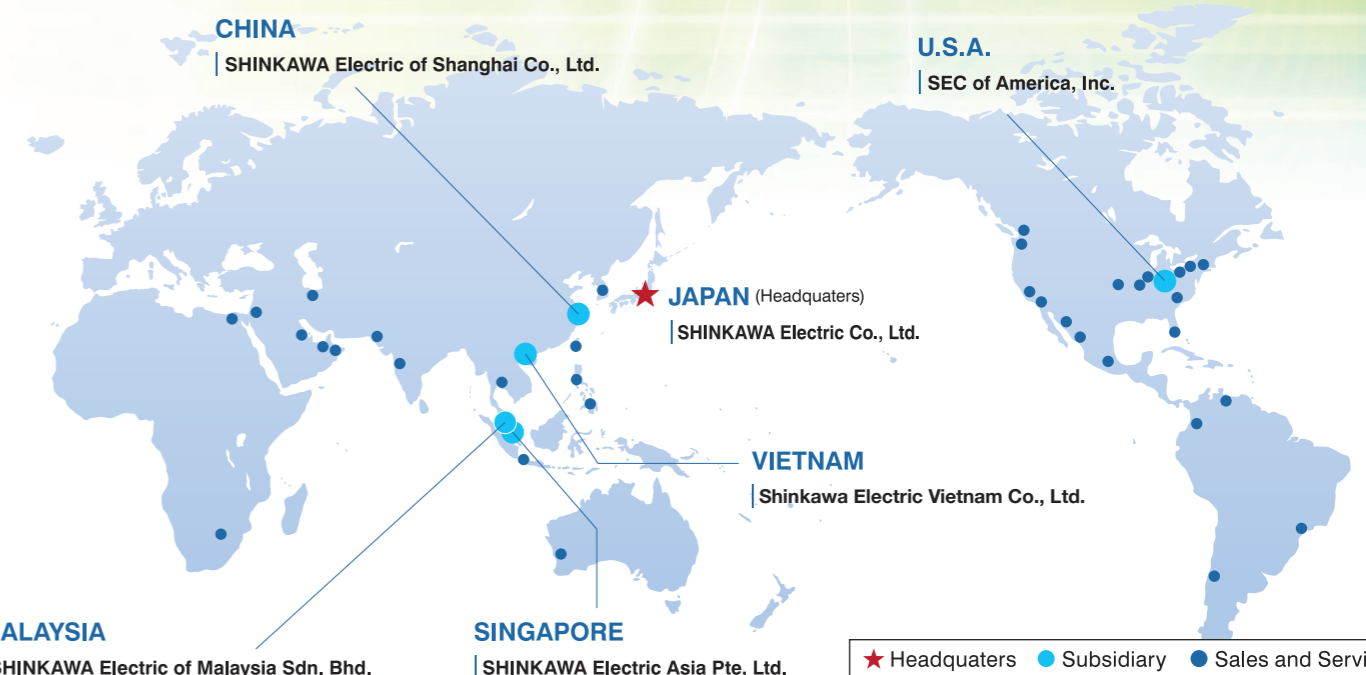 CHINA
SHINKAWA Electric of Shanghai Co., Ltd.
U.S.A.
SEC of America, Inc.
JAPAN (Headquaters)
SHINKAWA Electric Co., Ltd.
VIETNAM
Shinkawa Electric Vietnam Co., Ltd.
ALAYSIA
SHINKAWA Electric of Malaysia Sdn. Bhd.
SINGAPORE
SHINKAWA Electric Asia Pte. Ltd.
Headquaters Subsidiary Sales and Servi